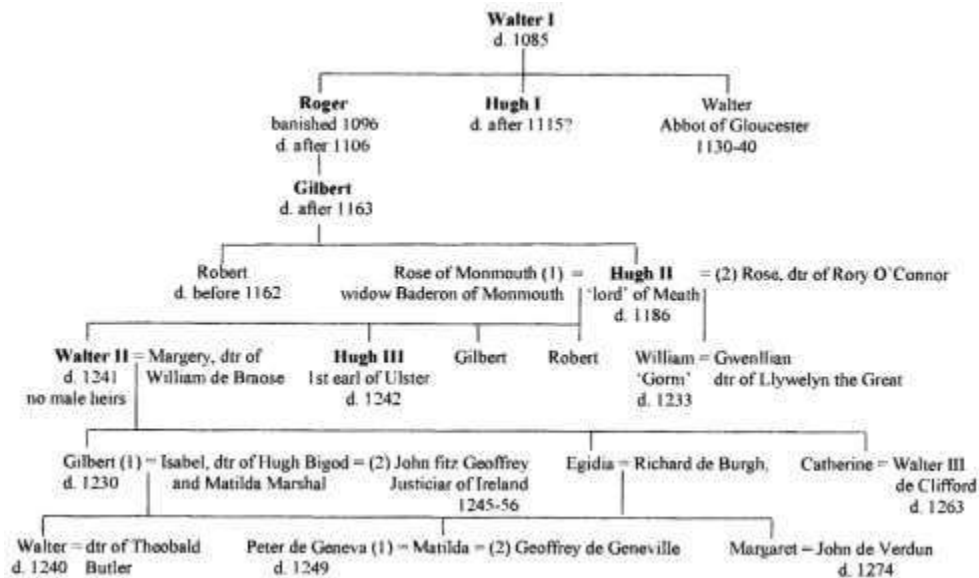 Walter I
d. 1085
Roger Hugh I Walter
banished 1096 d. after 1115? Abbot of Gloucester
d. after 1106 1130-40
Gilbert
d. after 1163
Robert Rose of Monmouth (1) = Hugh II = (2) Rose, dtr of Rory O'Connor
d. before 1162 widow Baderon of Monmouth 'lord' of Meath
d. 1186
Walter II = Margery, dtr of Hugh III Gilbert Robert William = Gwenllian
d. 1241 William de Braose 1st earl of Ulster 'Gorm' dtr of Llywelyn the Great
no male heirs d. 1242 d. 1233
Gilbert (1) = Isabel, dtr of Hugh Bigod = (2) John fitz Geoffrey Egidia = Richard de Burgh, Catherine = Walter III
d. 1230 and Matilda Marshal Justiciar of Ireland de Clifford
1245-56 d. 1263
Walter = dtr of Theobald Peter de Geneva (1) = Matilda = (2) Geoffrey de Geneville Margaret = John de Verdun
d. 1240 Butler d. 1249 d. 1274